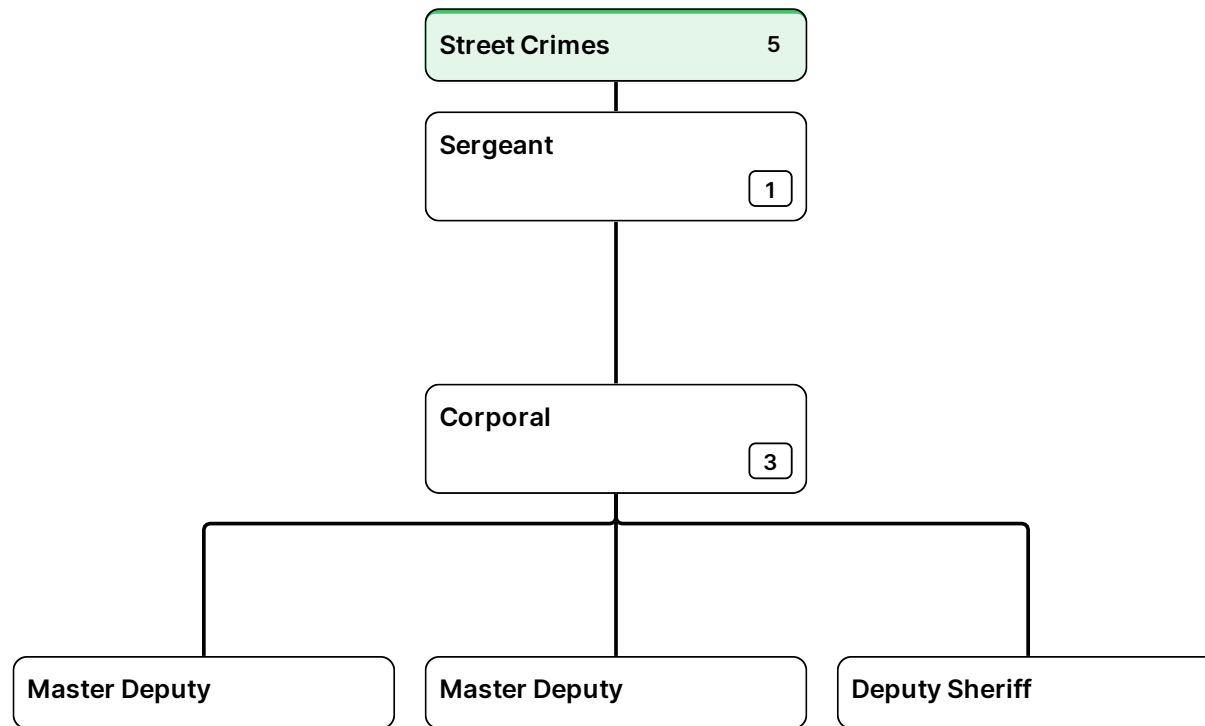 Street Crimes 5
Sergeant
1
Corporal
3
Master Deputy
Master Deputy
Deputy Sheriff